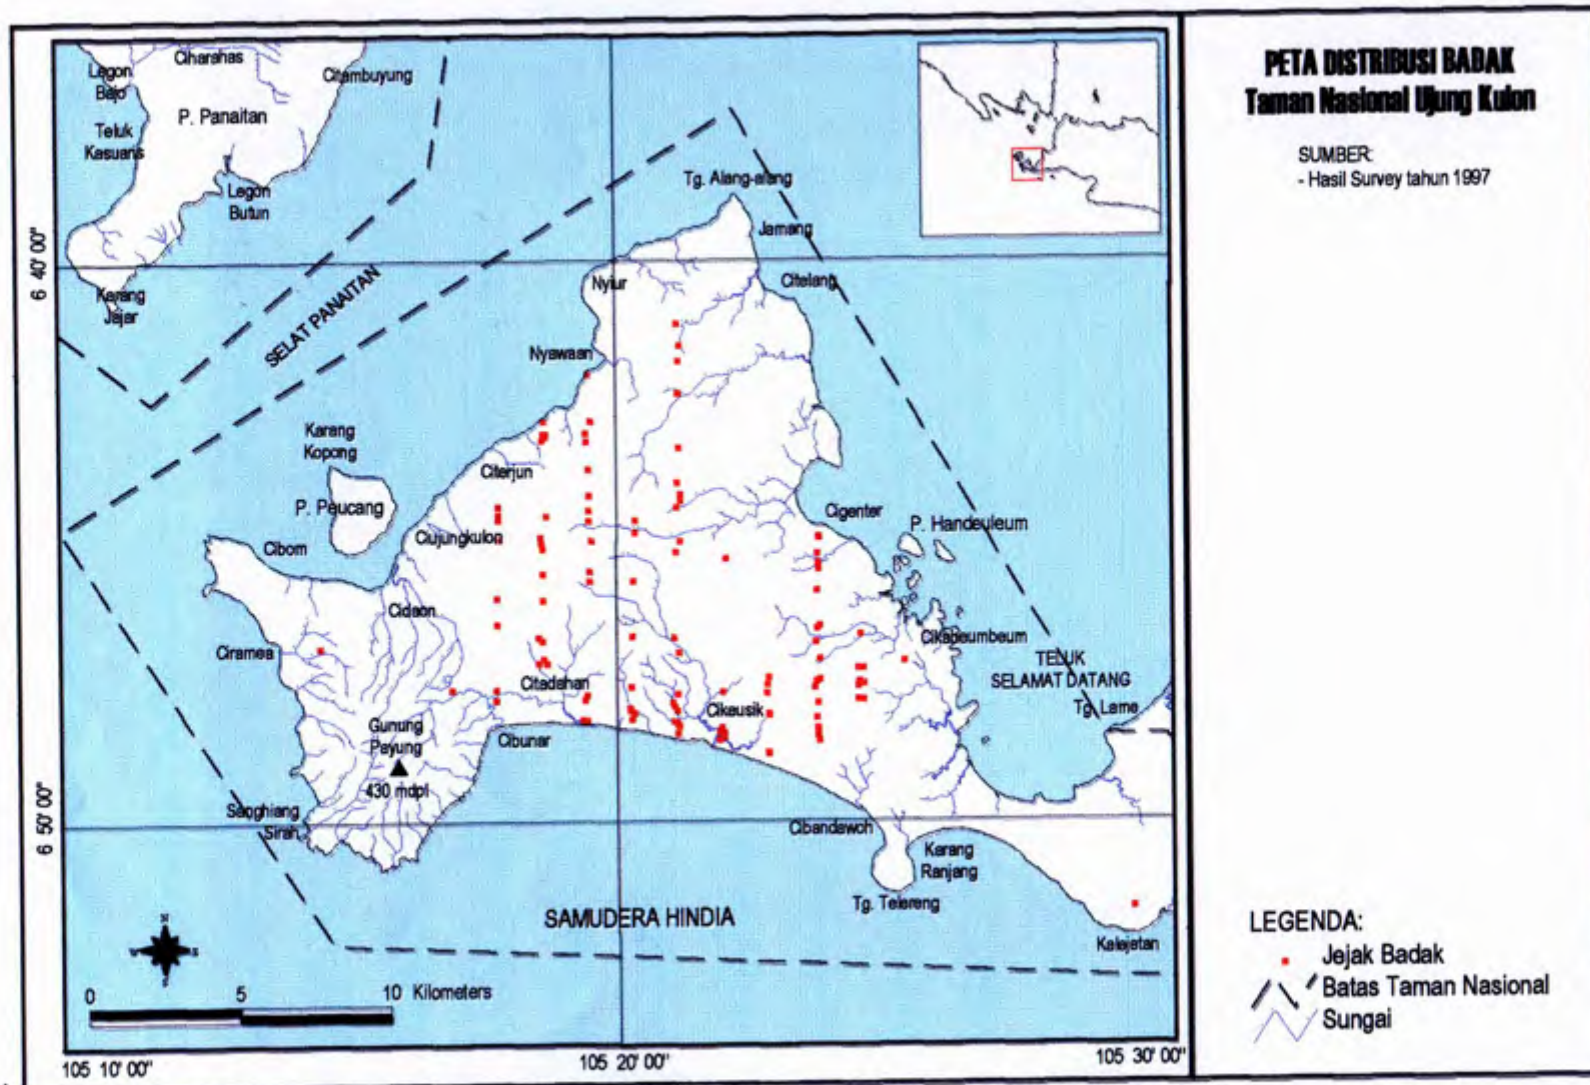 PETA DISTRIBUSI BADAK
Taman Nasional Ujung Kulon
SUMBER:
- Hasil Survey tahun 1997
Ciharahas
Legon
Bajo
Citambuyung
P. Panaitan
Teluk
Kasuaris
Legon
Butun
Karang
Jajar
SELAT PANAITAN
Tg. Alang-alang
Jamang
Citelang
Nyiur
Nyawaan
Karang
Kopong
P. Peucang
Citerjun
Ciujungkulon
Cibom
Cidaon
Ciramea
Cigenter
P. Handeuleum
Cikabeumbeum
TELUK
SELAMAT DATANG
Tg. Lame
Citadahan
Cikeusik
Gunung
Payung
430 mdpl
Cibunar
Sanghiang
Sirah
Cibandawoh
Karang
Ranjang
Tg. Telereng
Kalejetan
SAMUDERA HINDIA
N
S
0 5 10 Kilometers
6 40' 00"
6 50' 00"
105 10' 00"
105 20' 00"
105 30' 00"
LEGENDA:
Jejak Badak
Batas Taman Nasional
Sungai